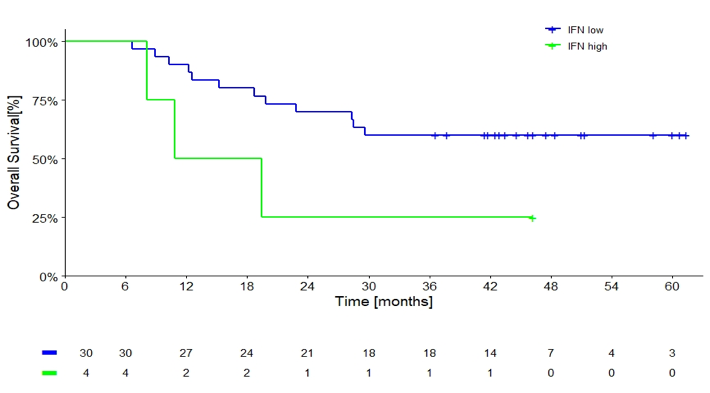 IFN low
IFN high
100%
75%
50%
25%
0%
Overall Survival[%]
0 6 12 18 24 30 36 42 48 54 60
Time [months]
30 30 27 24 21 18 18 14 7 4 3
4 4 2 2 1 1 1 1 0 0 0